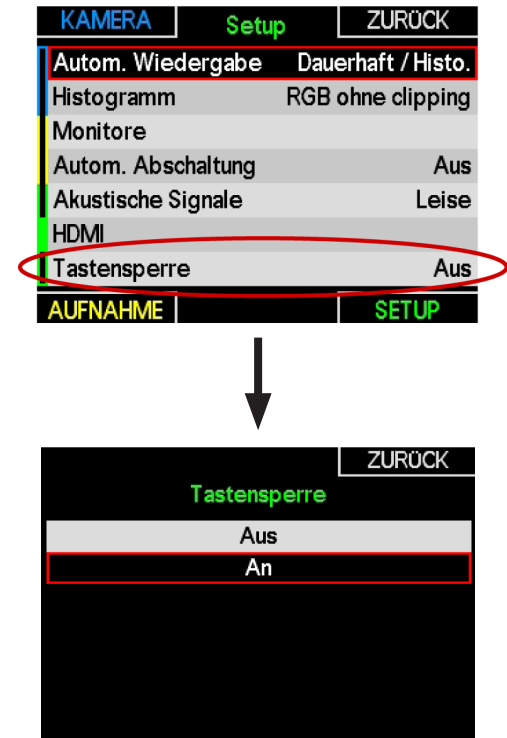 KAMERA Setup ZURÜCK
Autom. Wiedergabe Dauerhaft / Histo.
Histogramm RGB ohne clipping
Monitore
Autom. Abschaltung Aus
Akustische Signale Leise
HDMI
Tastensperre Aus
AUFNAHME SETUP
ZURÜCK
Tastensperre
Aus
An